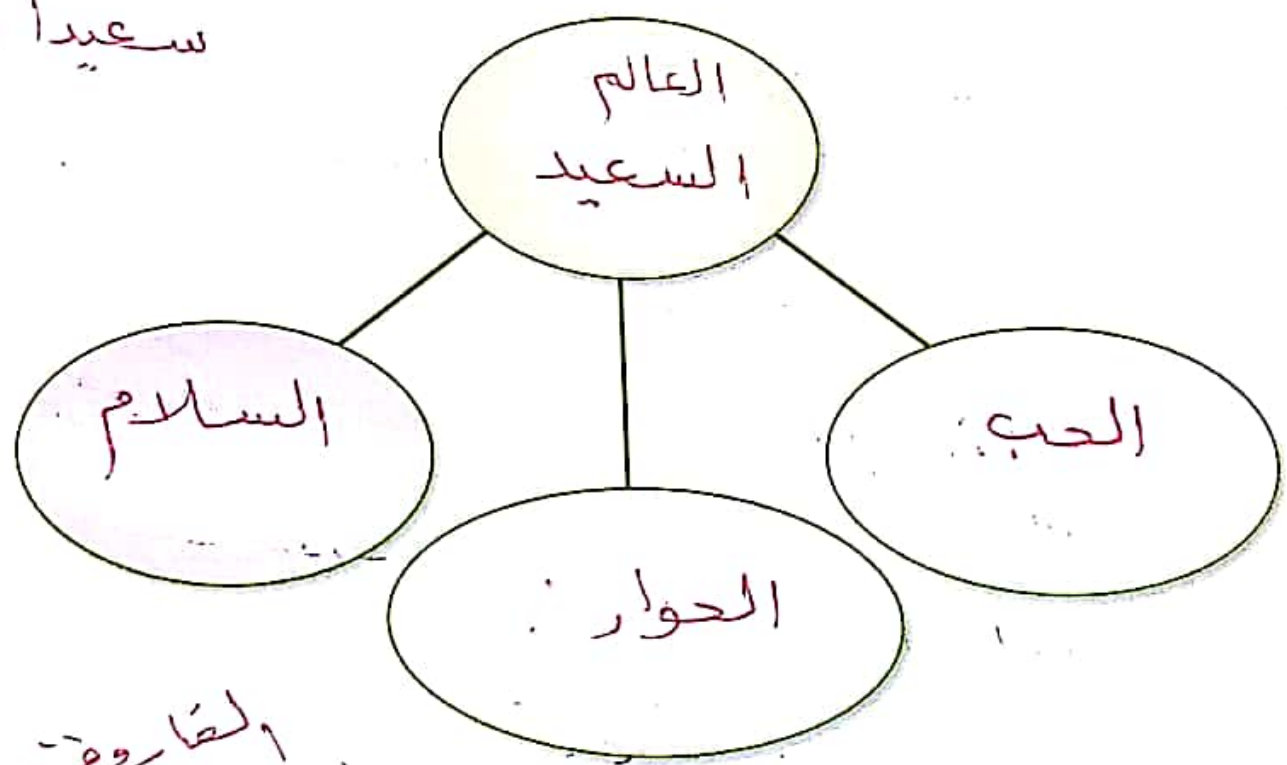 سعيدا
العالم
السعيد
الحب
الحوار :
السلام